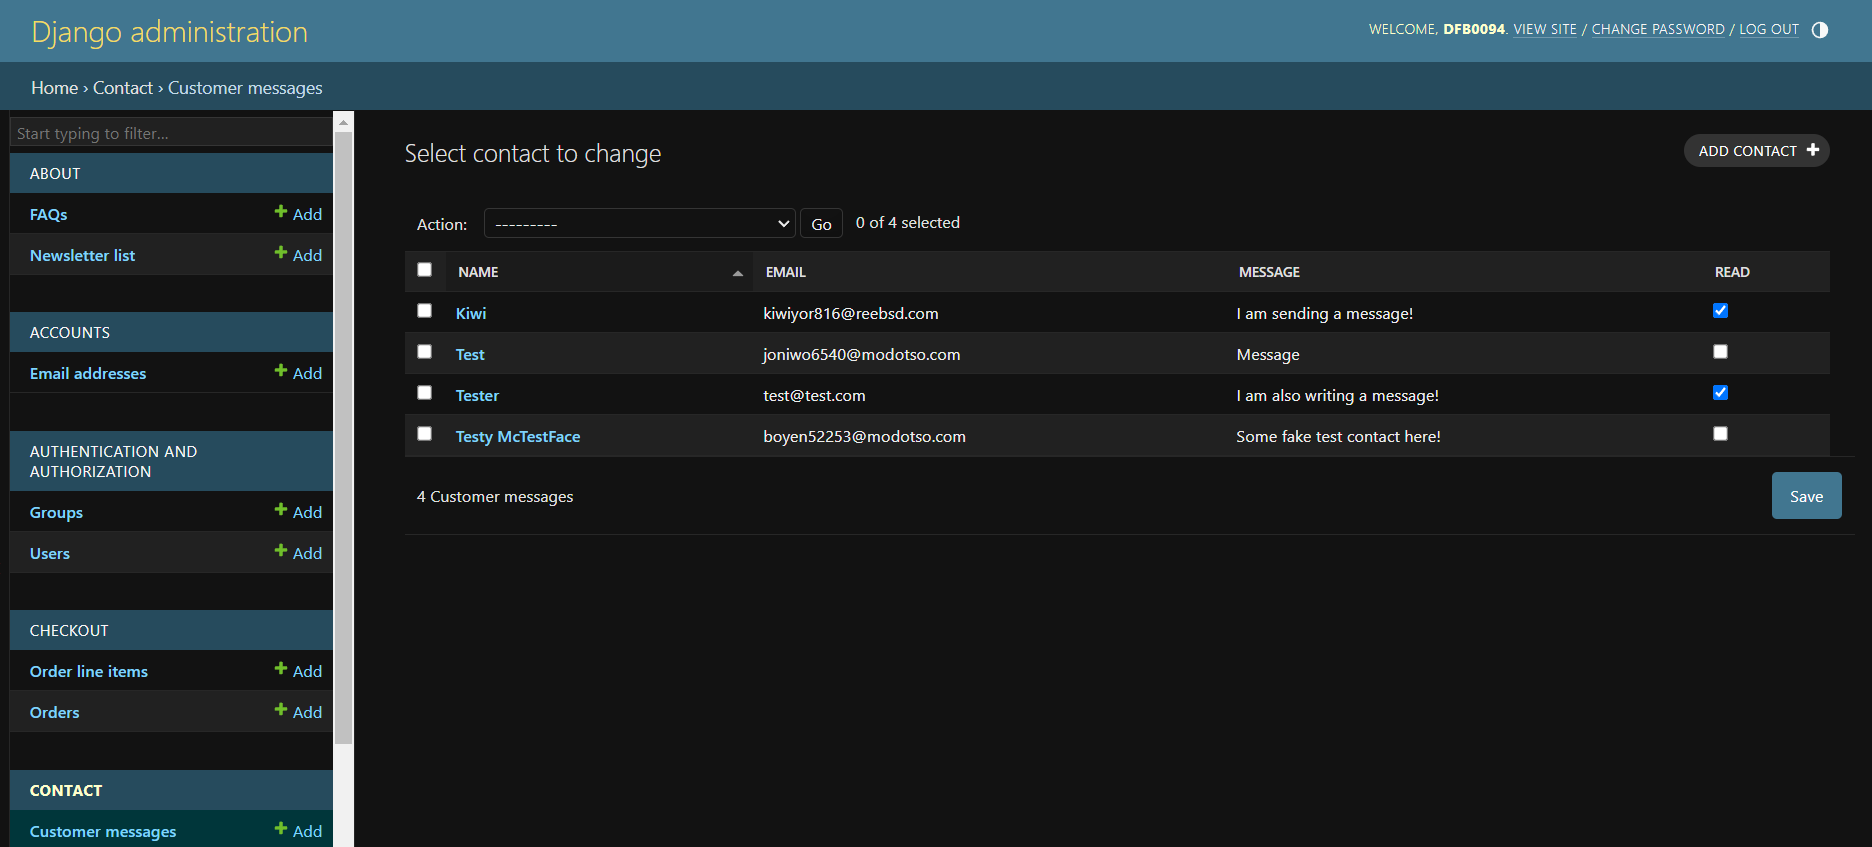 Django administration
WELCOME, DFB0094. VIEW SITE / CHANGE PASSWORD / LOG OUT
Home › Contact › Customer messages
Start typing to filter...
ABOUT
FAQs Add
Newsletter list Add
ACCOUNTS
Email addresses Add
AUTHENTICATION AND
AUTHORIZATION
Groups Add
Users Add
CHECKOUT
Order line items Add
Orders Add
CONTACT
Customer messages Add
Select contact to change
ADD CONTACT
Action: --------- Go 0 of 4 selected
NAME EMAIL MESSAGE READ
Kiwi kiwiyor816@reebsd.com I am sending a message!
Test joniwo6540@modotso.com Message
Tester test@test.com I am also writing a message!
Testy McTestFace boyen52253@modotso.com Some fake test contact here!
4 Customer messages
Save